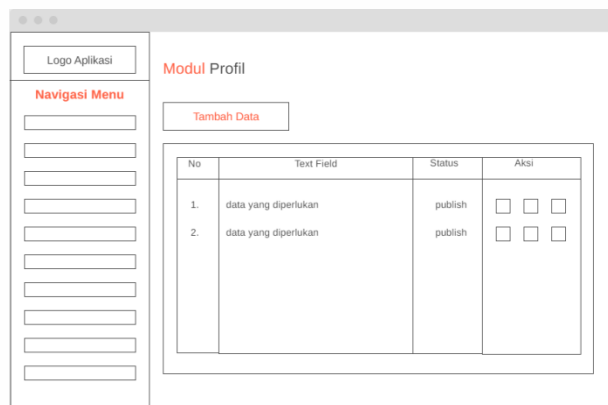 Logo Aplikasi
Navigasi Menu
Modul Profil
Tambah Data
No Text Field Status Aksi
1. data yang diperlukan publish
2. data yang diperlukan publish